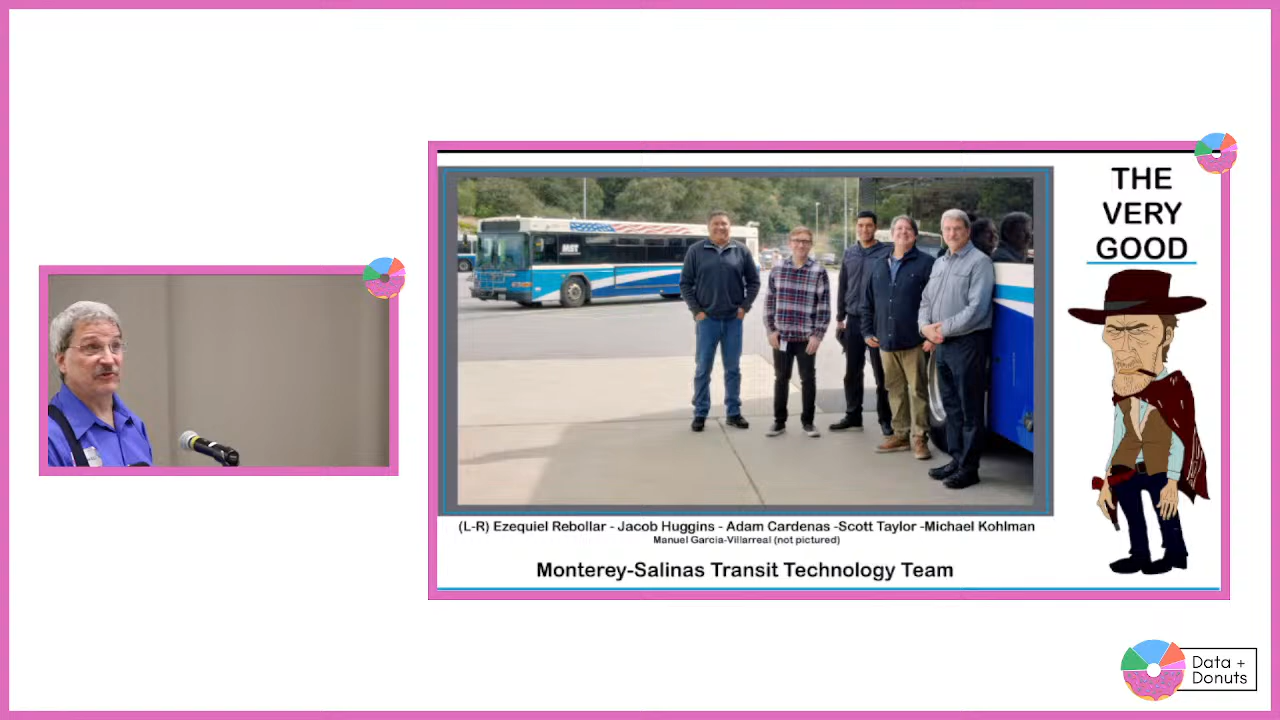 THE
VERY
GOOD
MST
(L-R) Ezequiel Rebollar - Jacob Huggins - Adam Cardenas -Scott Taylor -Michael Kohlman
Manuel Garcia-Villarreal (not pictured)
Monterey-Salinas Transit Technology Team
Data +
Donuts